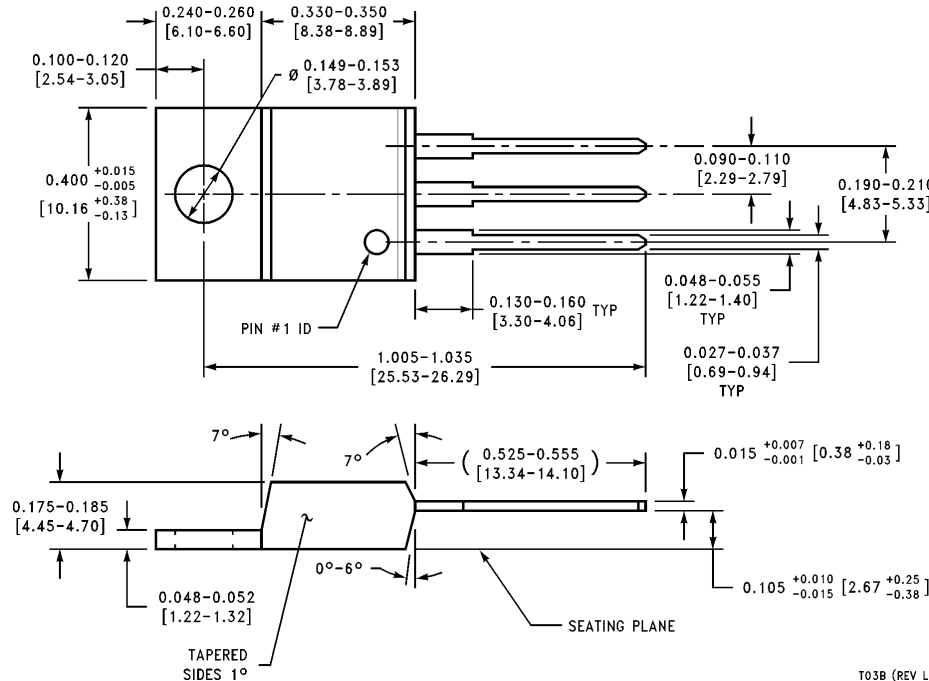 0.240-0.260
[6.10-6.60]
0.330-0.350
[8.38-8.89]
0.100-0.120
[2.54-3.05]
Ø 0.149-0.153
[3.78-3.89]
0.400 +0.015 -0.005
[10.16 +0.38 -0.13]
0.090-0.110
[2.29-2.79]
0.190-0.210
[4.83-5.33]
0.048-0.055
[1.22-1.40]
TYP
0.130-0.160 TYP
[3.30-4.06]
PIN #1 ID
1.005-1.035
[25.53-26.29]
0.027-0.037
[0.69-0.94]
TYP
7°
7°
( 0.525-0.555 )
[13.34-14.10]
0.015 +0.007 -0.001 [0.38 +0.18 -0.03]
0.175-0.185
[4.45-4.70]
0°-6°
0.105 +0.010 -0.015 [2.67 +0.25 -0.38]
0.048-0.052
[1.22-1.32]
SEATING PLANE
TAPERED
SIDES 1°
T03B (REV L